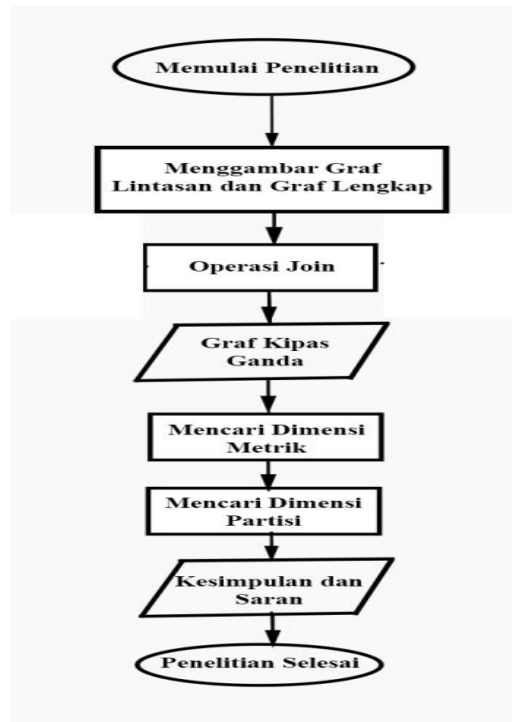 Memulai Penelitian
Menggambar Graf
Lintasan dan Graf Lengkap
Operasi Join
Graf Kipas
Ganda
Mencari Dimensi
Metrik
Mencari Dimensi
Partisi
Kesimpulan dan
Saran
Penelitian Selesai